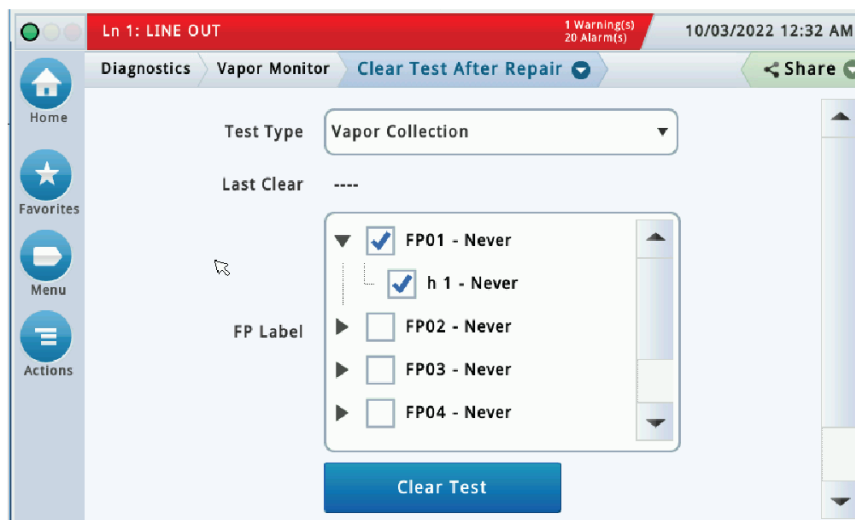 Ln 1: LINE OUT
1 Warning(s)
20 Alarm(s)
10/03/2022 12:32 AM
Diagnostics
Vapor Monitor
Clear Test After Repair
Share
Home
Test Type
Vapor Collection
Last Clear
----
Favorites
FP01 - Never
h 1 - Never
Menu
FP Label
FP02 - Never
FP03 - Never
Actions
FP04 - Never
Clear Test